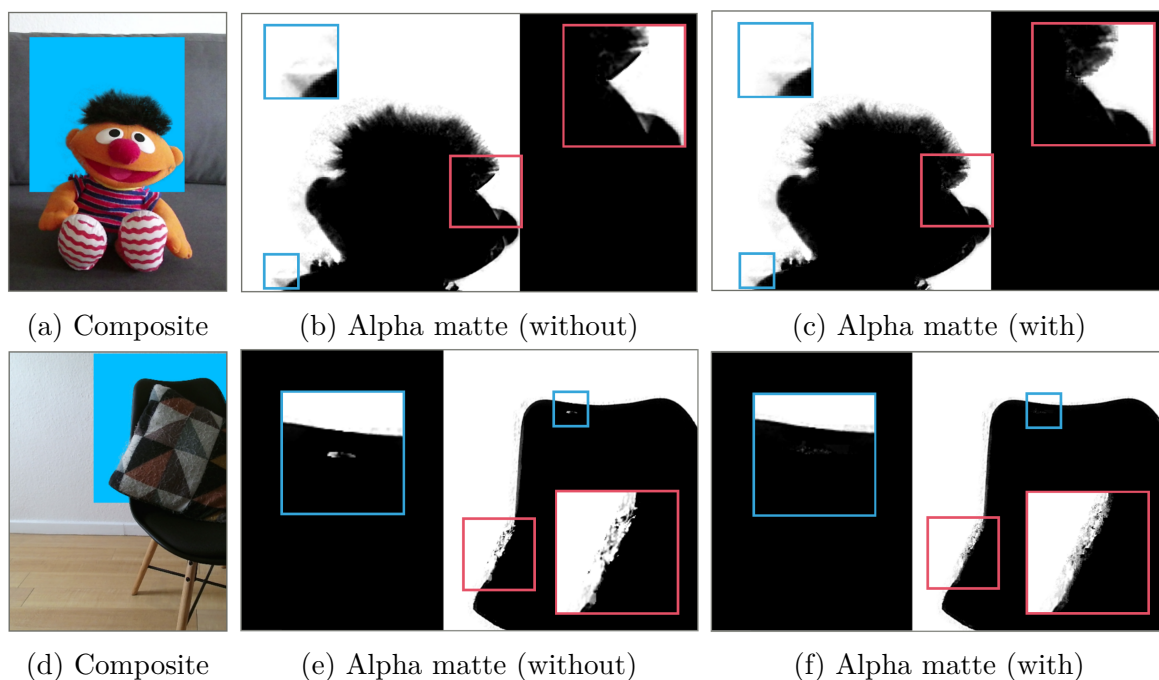 (a) Composite
(b) Alpha matte (without)
(c) Alpha matte (with)
(d) Composite
(e) Alpha matte (without)
(f) Alpha matte (with)